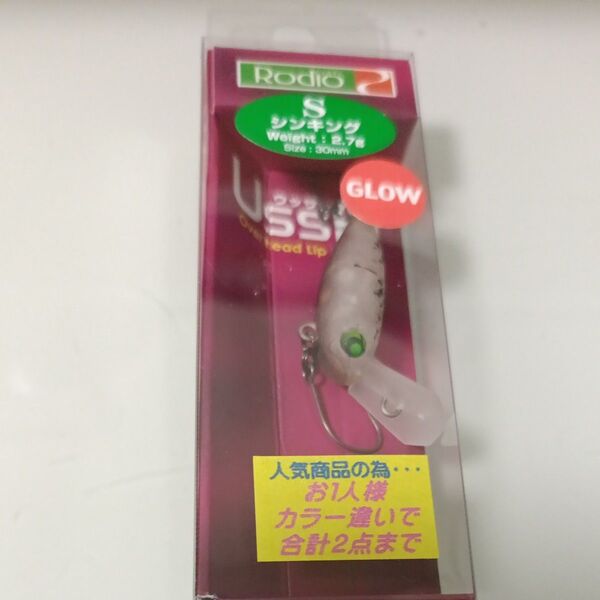 Rodio
S
シンキング
Weight : 2.7g
Size : 30mm
GLOW
Lip
人気商品の為・・・
お1人様
カラー違いで
合計2点まで